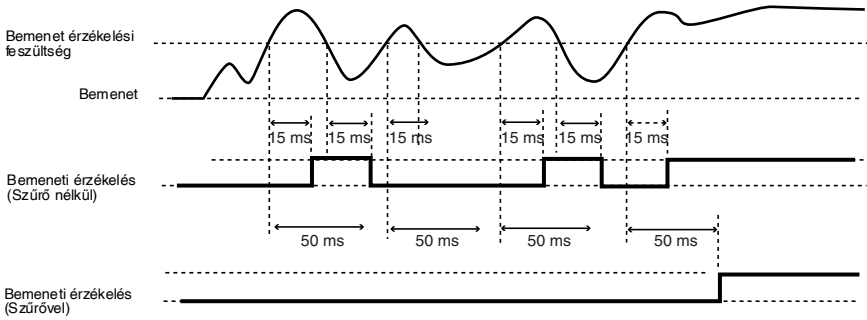 Bemenet érzékelési
feszültség
Bemenet
15 ms 15 ms 15 ms 15 ms 15 ms 15 ms
Bemeneti érzékelés
(Szűrő nélkül)
50 ms 50 ms 50 ms 50 ms
Bemeneti érzékelés
(Szűrővel)